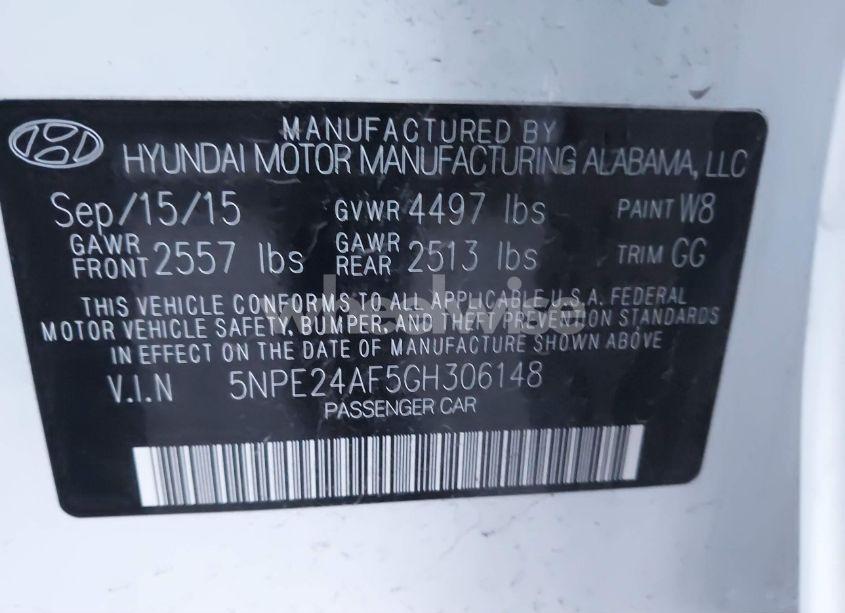 MANUFACTURED BY
HYUNDAI MOTOR MANUFACTURING ALABAMA, LLC
Sep/15/15 GVWR 4497 lbs PAINT W8
GAWR FRONT 2557 lbs GAWR REAR 2513 lbs TRIM GG
THIS VEHICLE CONFORMS TO ALL APPLICABLE U.S.A. FEDERAL
MOTOR VEHICLE SAFETY, BUMPER, AND THEFT PREVENTION STANDARDS
IN EFFECT ON THE DATE OF MANUFACTURE SHOWN ABOVE
V.I.N 5NPE24AF5GH306148
PASSENGER CAR
wheelwise